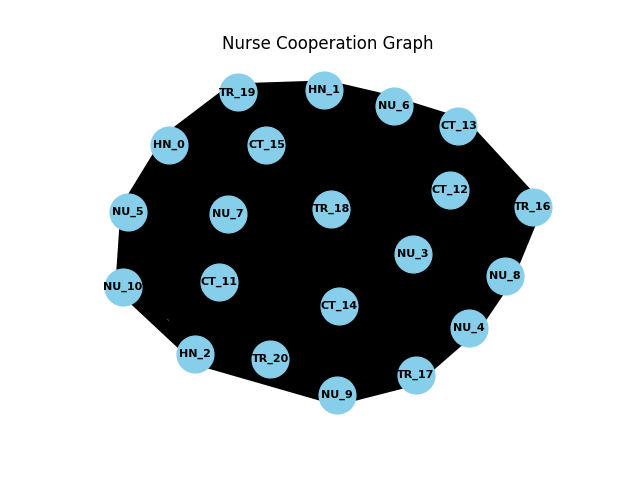 Nurse Cooperation Graph
TR_19
HN_1
NU_6
CT_13
HN_0
CT_15
CT_12
NU_5
NU_7
TR_18
TR_16
NU_3
NU_8
NU_10
CT_11
CT_14
NU_4
HN_2
TR_20
TR_17
NU_9